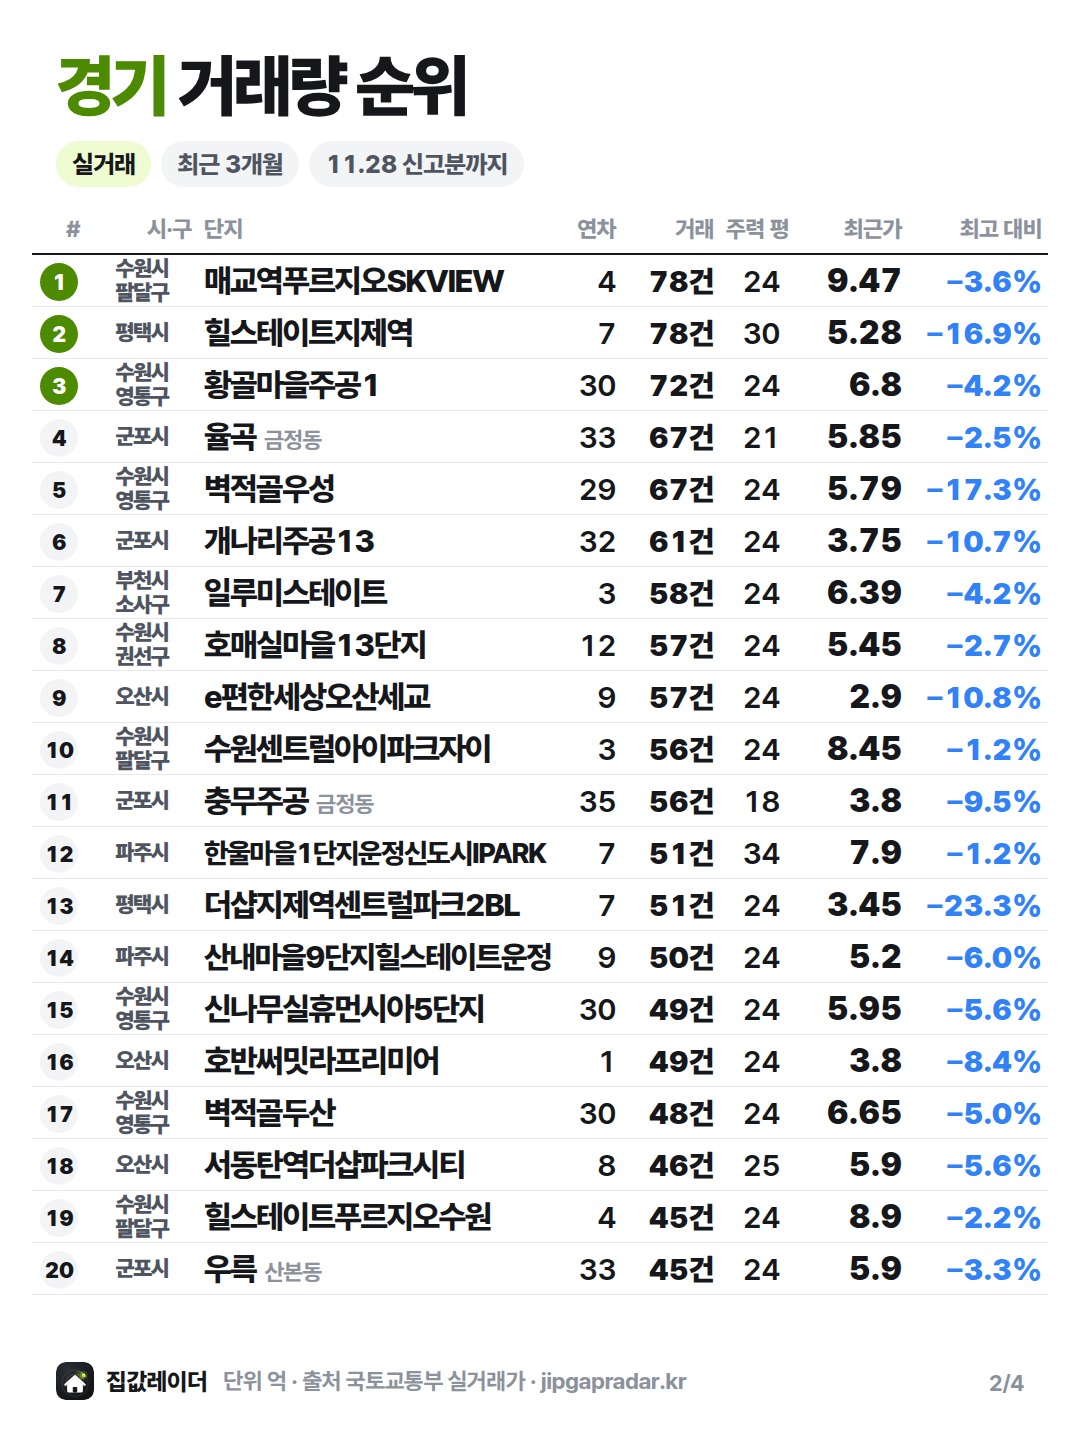 경기 거래량 순위
실거래 최근 3개월 11.28 신고분까지
# 시·구 단지 연차 거래 주력 평 최근가 최고 대비
1 수원시 팔달구 매교역푸르지오SKVIEW 4 78건 24 9.47 −3.6%
2 평택시 힐스테이트지제역 7 78건 30 5.28 −16.9%
3 수원시 영통구 황골마을주공1 30 72건 24 6.8 −4.2%
4 군포시 율곡 금정동 33 67건 21 5.85 −2.5%
5 수원시 영통구 벽적골우성 29 67건 24 5.79 −17.3%
6 군포시 개나리주공13 32 61건 24 3.75 −10.7%
7 부천시 소사구 일루미스테이트 3 58건 24 6.39 −4.2%
8 수원시 권선구 호매실마을13단지 12 57건 24 5.45 −2.7%
9 오산시 e편한세상오산세교 9 57건 24 2.9 −10.8%
10 수원시 팔달구 수원센트럴아이파크자이 3 56건 24 8.45 −1.2%
11 군포시 충무주공 금정동 35 56건 18 3.8 −9.5%
12 파주시 한울마을1단지운정신도시IPARK 7 51건 34 7.9 −1.2%
13 평택시 더샵지제역센트럴파크2BL 7 51건 24 3.45 −23.3%
14 파주시 산내마을9단지힐스테이트운정 9 50건 24 5.2 −6.0%
15 수원시 영통구 신나무실휴먼시아5단지 30 49건 24 5.95 −5.6%
16 오산시 호반써밋라프리미어 1 49건 24 3.8 −8.4%
17 수원시 영통구 벽적골두산 30 48건 24 6.65 −5.0%
18 오산시 서동탄역더샵파크시티 8 46건 25 5.9 −5.6%
19 수원시 팔달구 힐스테이트푸르지오수원 4 45건 24 8.9 −2.2%
20 군포시 우륵 산본동 33 45건 24 5.9 −3.3%
집값레이더 단위 억 · 출처 국토교통부 실거래가 · jipgapradar.kr 2/4